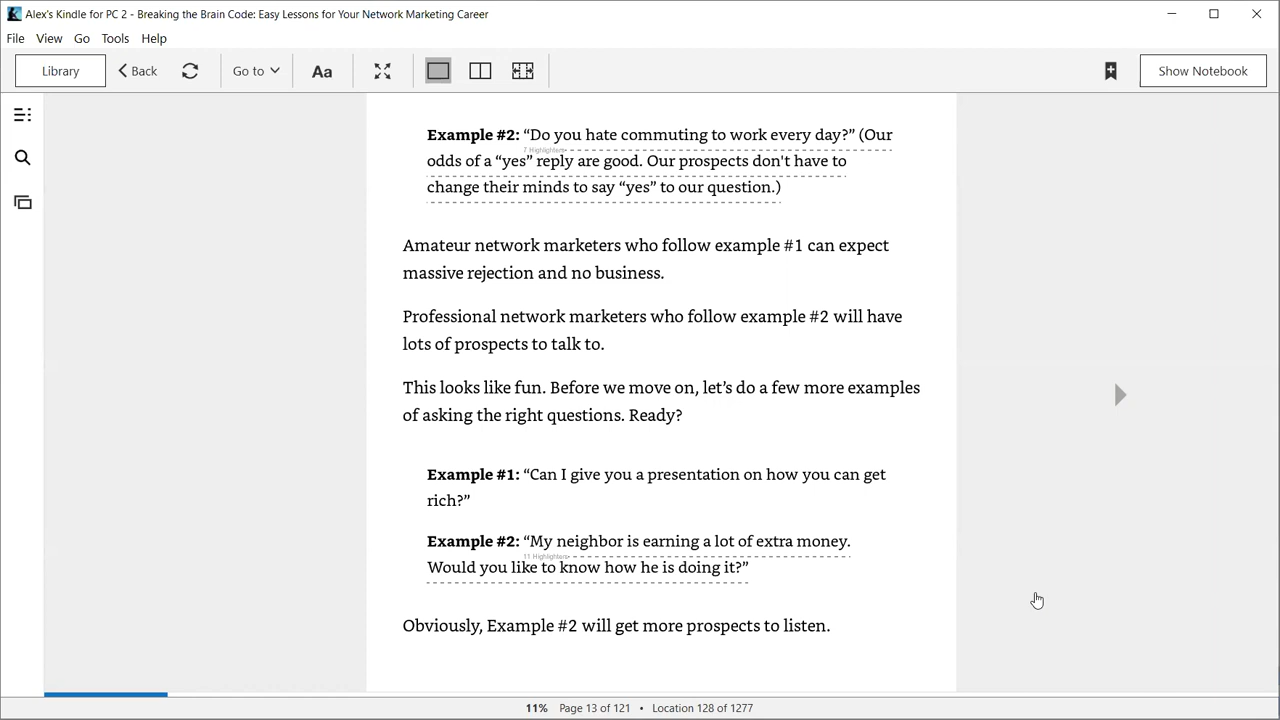 Alex's Kindle for PC 2 - Breaking the Brain Code: Easy Lessons for Your Network Marketing Career
File View Go Tools Help
Library Back Go to Aa Show Notebook
Example #2: “Do you hate commuting to work every day?” (Our
7 Highlighters
odds of a “yes” reply are good. Our prospects don't have to
change their minds to say “yes” to our question.)
Amateur network marketers who follow example #1 can expect
massive rejection and no business.
Professional network marketers who follow example #2 will have
lots of prospects to talk to.
This looks like fun. Before we move on, let’s do a few more examples
of asking the right questions. Ready?
Example #1: “Can I give you a presentation on how you can get
rich?”
Example #2: “My neighbor is earning a lot of extra money.
11 Highlighters
Would you like to know how he is doing it?”
Obviously, Example #2 will get more prospects to listen.
11% Page 13 of 121 • Location 128 of 1277